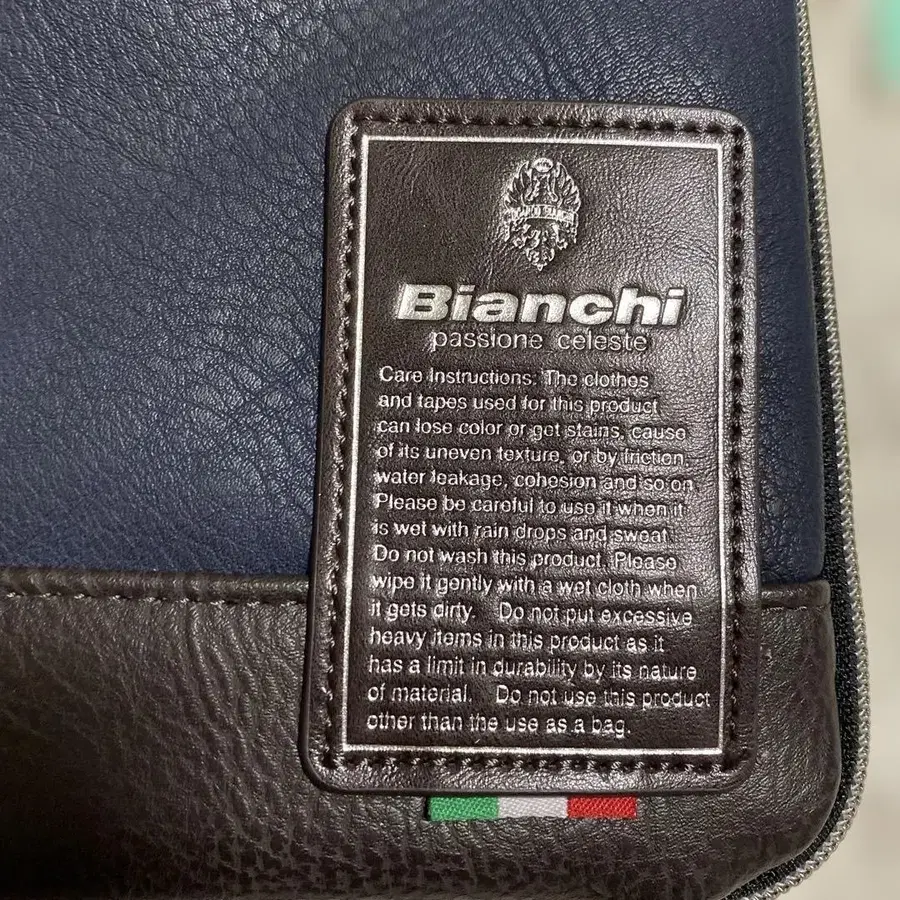 Bianchi
passione celeste
Care Instructions: The clothes
and tapes used for this product
can lose color or get stains, cause
of its uneven texture, or by friction,
water leakage, cohesion and so on.
Please be careful to use it when it
is wet with rain drops and sweat.
Do not wash this product. Please
wipe it gently with a wet cloth when
it gets dirty. Do not put excessive
heavy items in this product as it
has a limit in durability by its nature
of material. Do not use this product
other than the use as a bag.